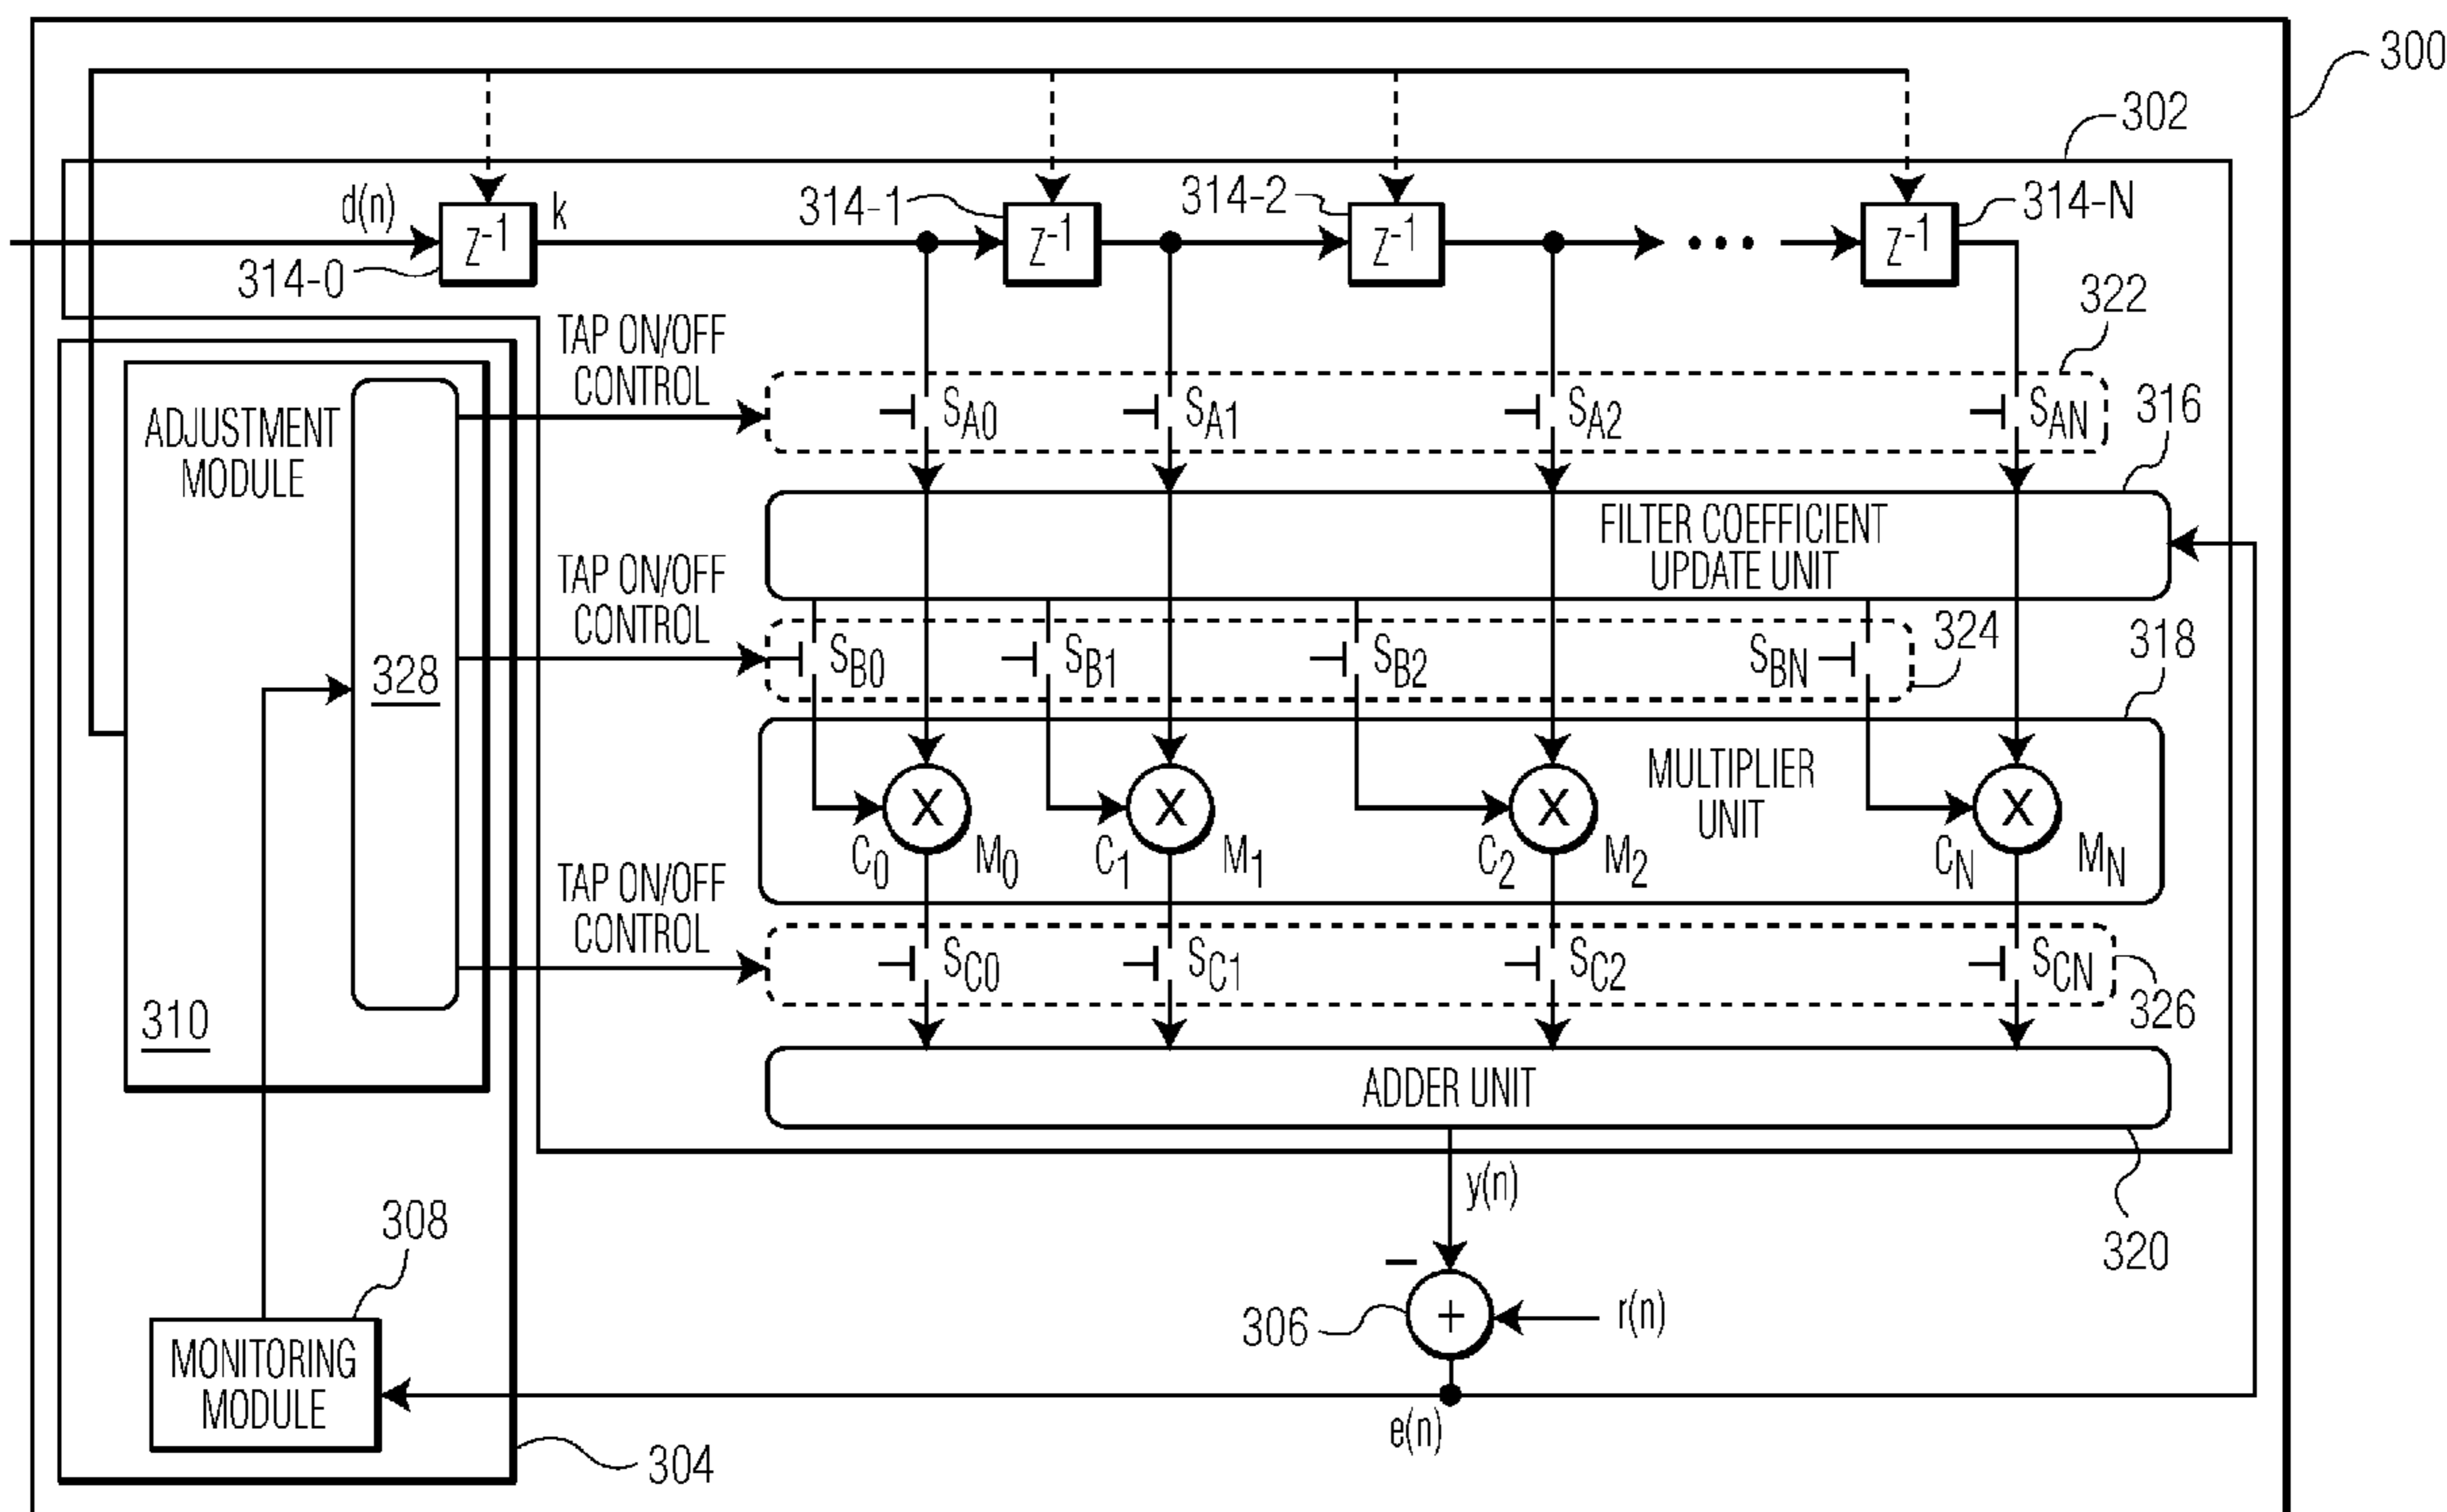 300
302
d(n)
Z-1
k
314-0
314-1
Z-1
314-2
Z-1
Z-1
314-N
322
TAP ON/OFF
CONTROL
SA0
SA1
SA2
SAN
316
ADJUSTMENT
MODULE
328
310
FILTER COEFFICIENT
UPDATE UNIT
TAP ON/OFF
CONTROL
SB0
SB1
SB2
SBN
324
318
MULTIPLIER
UNIT
X
X
X
X
C0
M0
C1
M1
C2
M2
CN
MN
TAP ON/OFF
CONTROL
SC0
SC1
SC2
SCN
326
ADDER UNIT
320
y(n)
–
+
306
r(n)
e(n)
308
MONITORING
MODULE
304